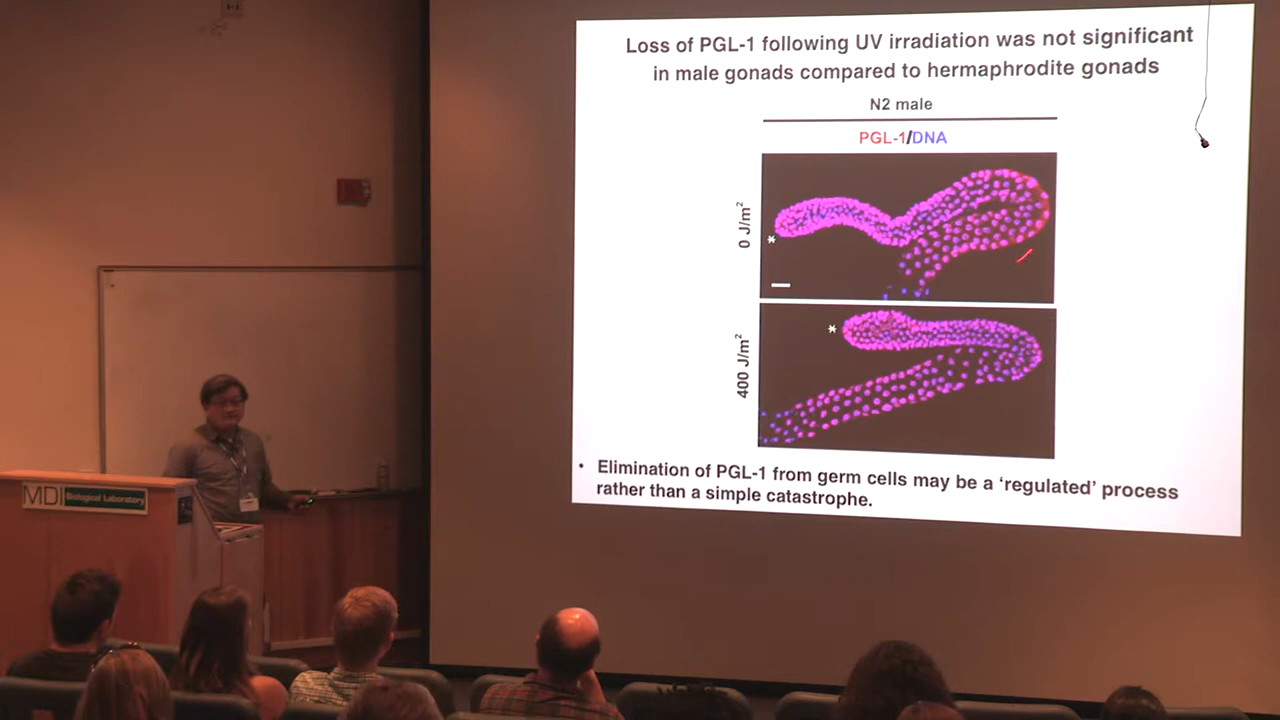 Loss of PGL-1 following UV irradiation was not significant
in male gonads compared to hermaphrodite gonads
N2 male
PGL-1/DNA
0 J/m²
*
400 J/m²
*
• Elimination of PGL-1 from germ cells may be a ‘regulated’ process
rather than a simple catastrophe.
MDI Biological Laboratory